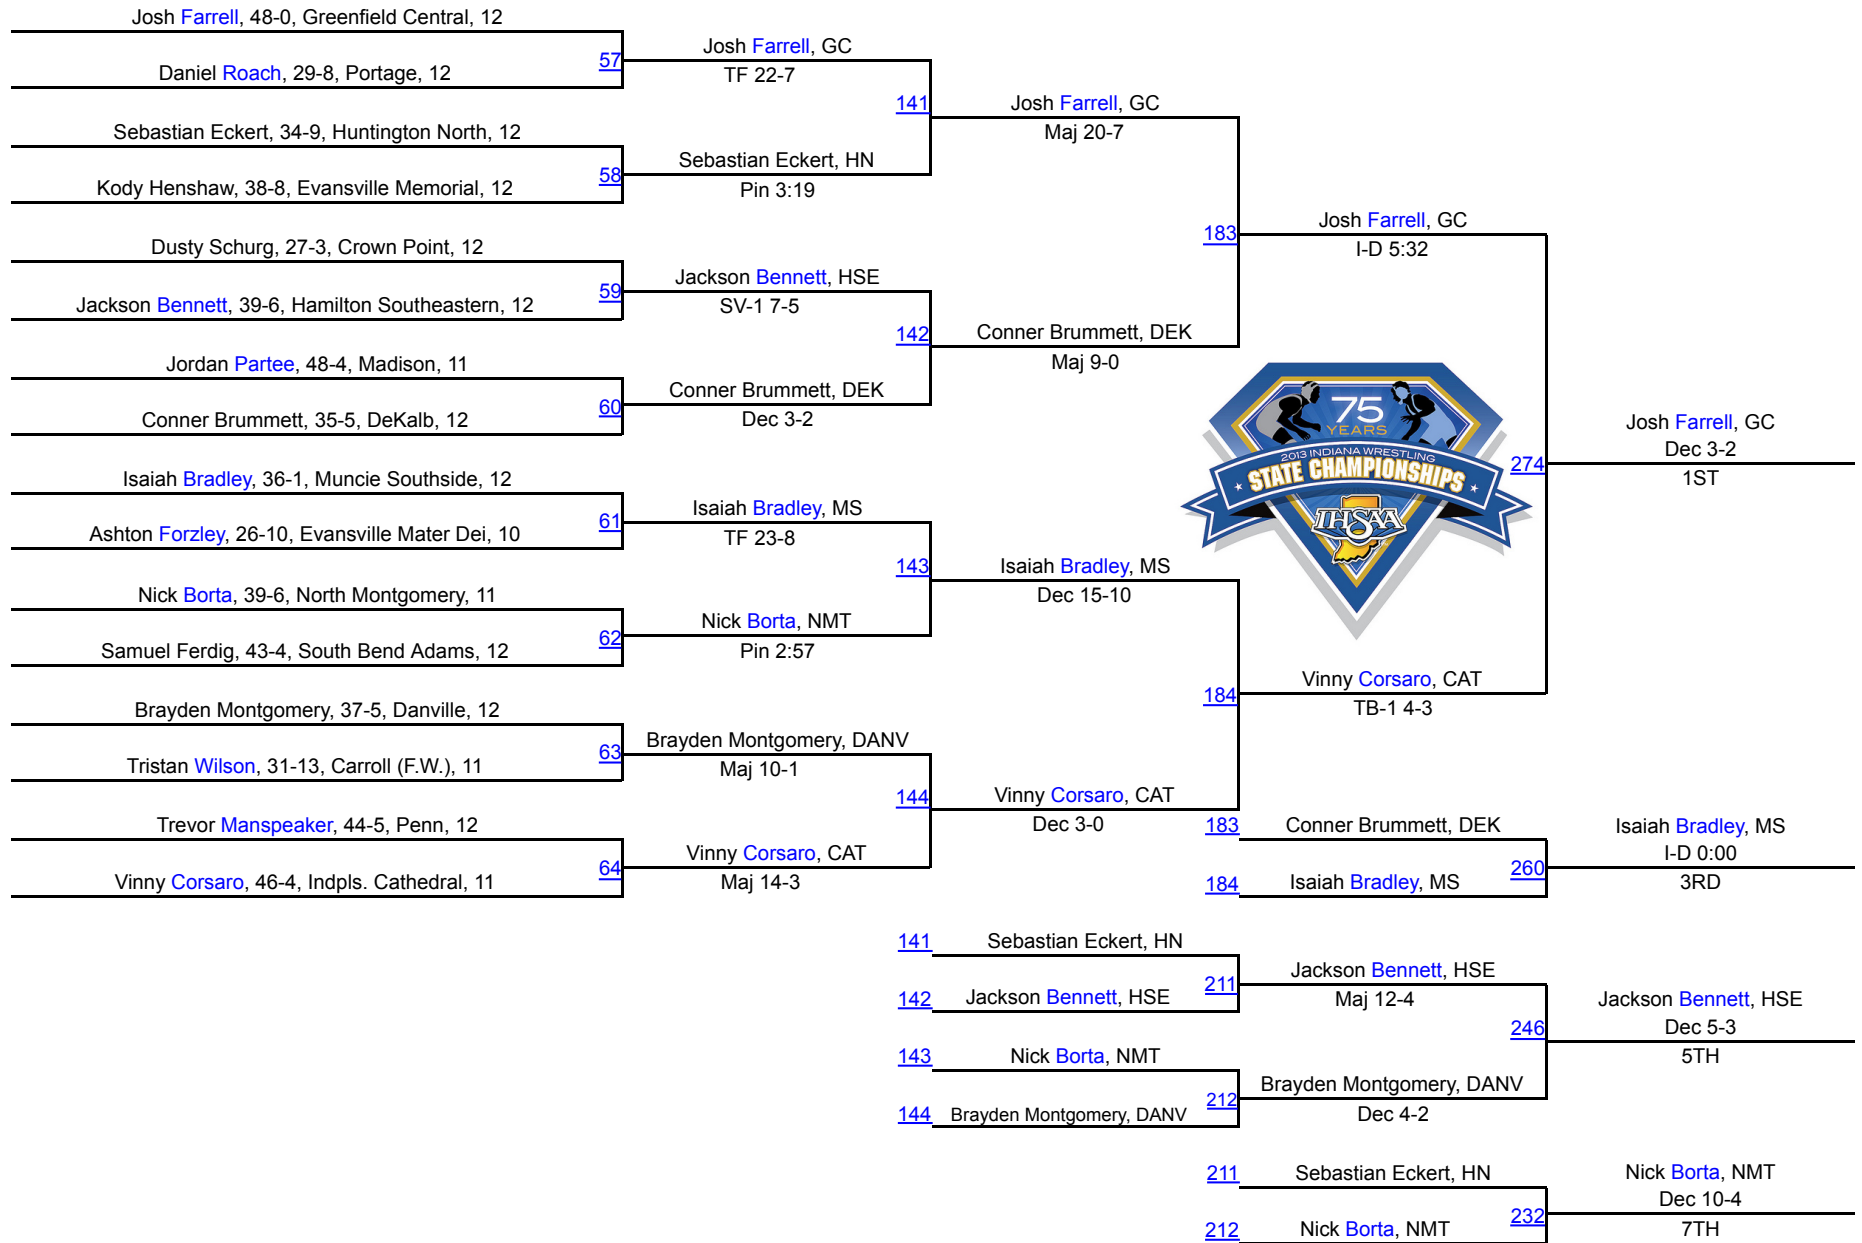 Josh Farrell, 48-0, Greenfield Central, 12
57
Daniel Roach, 29-8, Portage, 12
Sebastian Eckert, 34-9, Huntington North, 12
58
Kody Henshaw, 38-8, Evansville Memorial, 12
Dusty Schurg, 27-3, Crown Point, 12
59
Jackson Bennett, 39-6, Hamilton Southeastern, 12
Jordan Partee, 48-4, Madison, 11
60
Conner Brummett, 35-5, DeKalb, 12
Isaiah Bradley, 36-1, Muncie Southside, 12
61
Ashton Forzley, 26-10, Evansville Mater Dei, 10
Nick Borta, 39-6, North Montgomery, 11
62
Samuel Ferdig, 43-4, South Bend Adams, 12
Brayden Montgomery, 37-5, Danville, 12
63
Tristan Wilson, 31-13, Carroll (F.W.), 11
Trevor Manspeaker, 44-5, Penn, 12
64
Vinny Corsaro, 46-4, Indpls. Cathedral, 11
Josh Farrell, GC
TF 22-7
141
Sebastian Eckert, HN
Pin 3:19
Jackson Bennett, HSE
SV-1 7-5
142
Conner Brummett, DEK
Dec 3-2
Isaiah Bradley, MS
TF 23-8
143
Nick Borta, NMT
Pin 2:57
Brayden Montgomery, DANV
Maj 10-1
144
Vinny Corsaro, CAT
Maj 14-3
Josh Farrell, GC
Maj 20-7
183
Conner Brummett, DEK
Maj 9-0
Isaiah Bradley, MS
Dec 15-10
184
Vinny Corsaro, CAT
Dec 3-0
Josh Farrell, GC
I-D 5:32
75
YEARS
2013 INDIANA WRESTLING
STATE CHAMPIONSHIPS
IHSAA
274
Vinny Corsaro, CAT
TB-1 4-3
Josh Farrell, GC
Dec 3-2
1ST
183
Conner Brummett, DEK
184
Isaiah Bradley, MS
260
Isaiah Bradley, MS
I-D 0:00
3RD
141
Sebastian Eckert, HN
142
Jackson Bennett, HSE
211
143
Nick Borta, NMT
144
Brayden Montgomery, DANV
212
Jackson Bennett, HSE
Maj 12-4
246
Brayden Montgomery, DANV
Dec 4-2
Jackson Bennett, HSE
Dec 5-3
5TH
211
Sebastian Eckert, HN
212
Nick Borta, NMT
232
Nick Borta, NMT
Dec 10-4
7TH